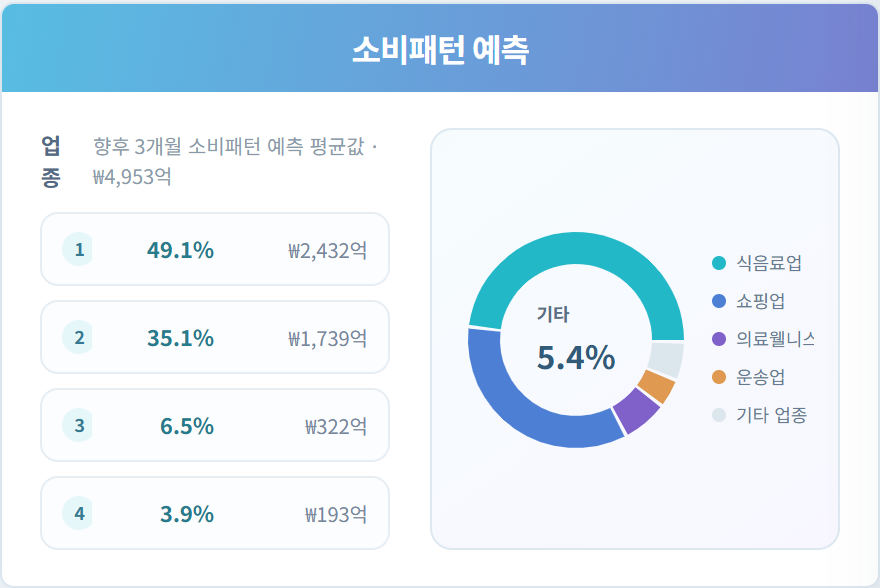 소비패턴 예측
업종
향후 3개월 소비패턴 예측 평균값 ·
₩4,953억
1 49.1% ₩2,432억
2 35.1% ₩1,739억
3 6.5% ₩322억
4 3.9% ₩193억
기타
5.4%
식음료업
쇼핑업
의료웰니스
운송업
기타 업종